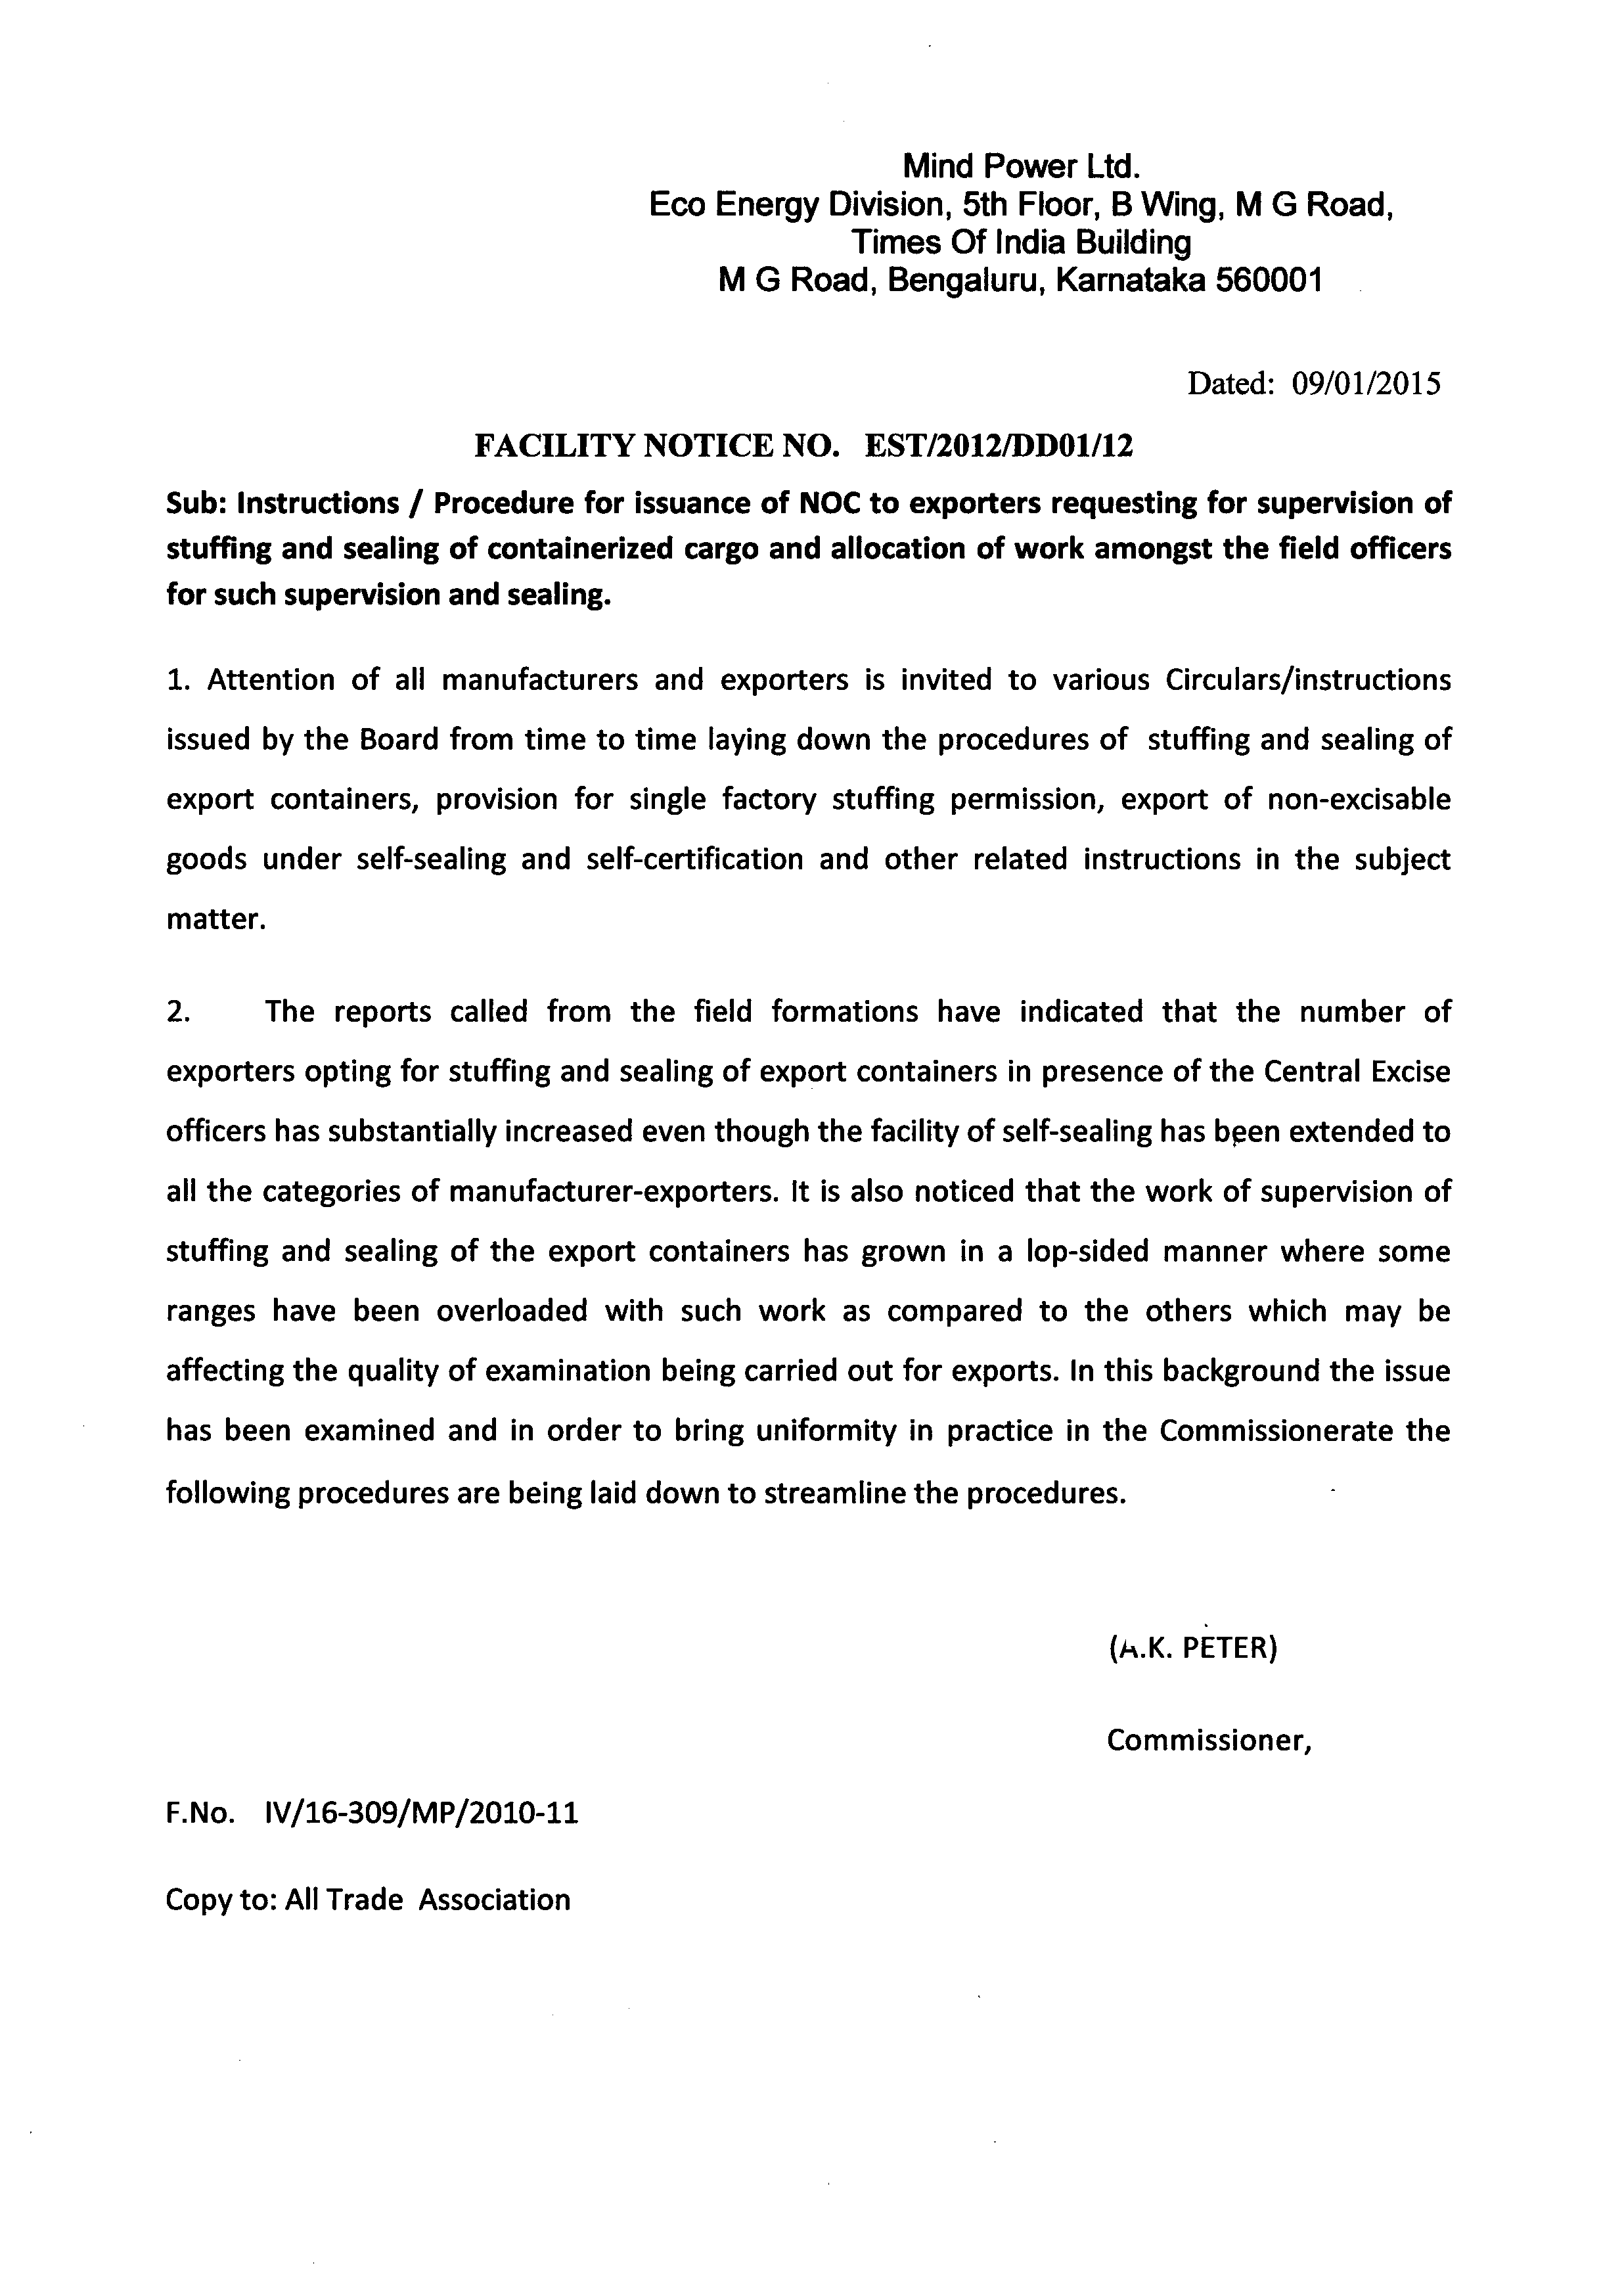 Mind Power Ltd.
Eco Energy Division, 5th Floor, B Wing, M G Road,
Times Of India Building
M G Road, Bengaluru, Karnataka 560001
Dated: 09/01/2015
FACILITY NOTICE NO. EST/2012/DD01/12
Sub: Instructions / Procedure for issuance of NOC to exporters requesting for supervision of
stuffing and sealing of containerized cargo and allocation of work amongst the field officers
for such supervision and sealing.
1. Attention of all manufacturers and exporters is invited to various Circulars/instructions
issued by the Board from time to time laying down the procedures of stuffing and sealing of
export containers, provision for single factory stuffing permission, export of non-excisable
goods under self-sealing and self-certification and other related instructions in the subject
matter.
2. The reports called from the field formations have indicated that the number of
exporters opting for stuffing and sealing of export containers in presence of the Central Excise
officers has substantially increased even though the facility of self-sealing has been extended to
all the categories of manufacturer-exporters. It is also noticed that the work of supervision of
stuffing and sealing of the export containers has grown in a lop-sided manner where some
ranges have been overloaded with such work as compared to the others which may be
affecting the quality of examination being carried out for exports. In this background the issue
has been examined and in order to bring uniformity in practice in the Commissionerate the
following procedures are being laid down to streamline the procedures.
(A.K. PETER)
Commissioner,
F.No. IV/16-309/MP/2010-11
Copy to: All Trade Association